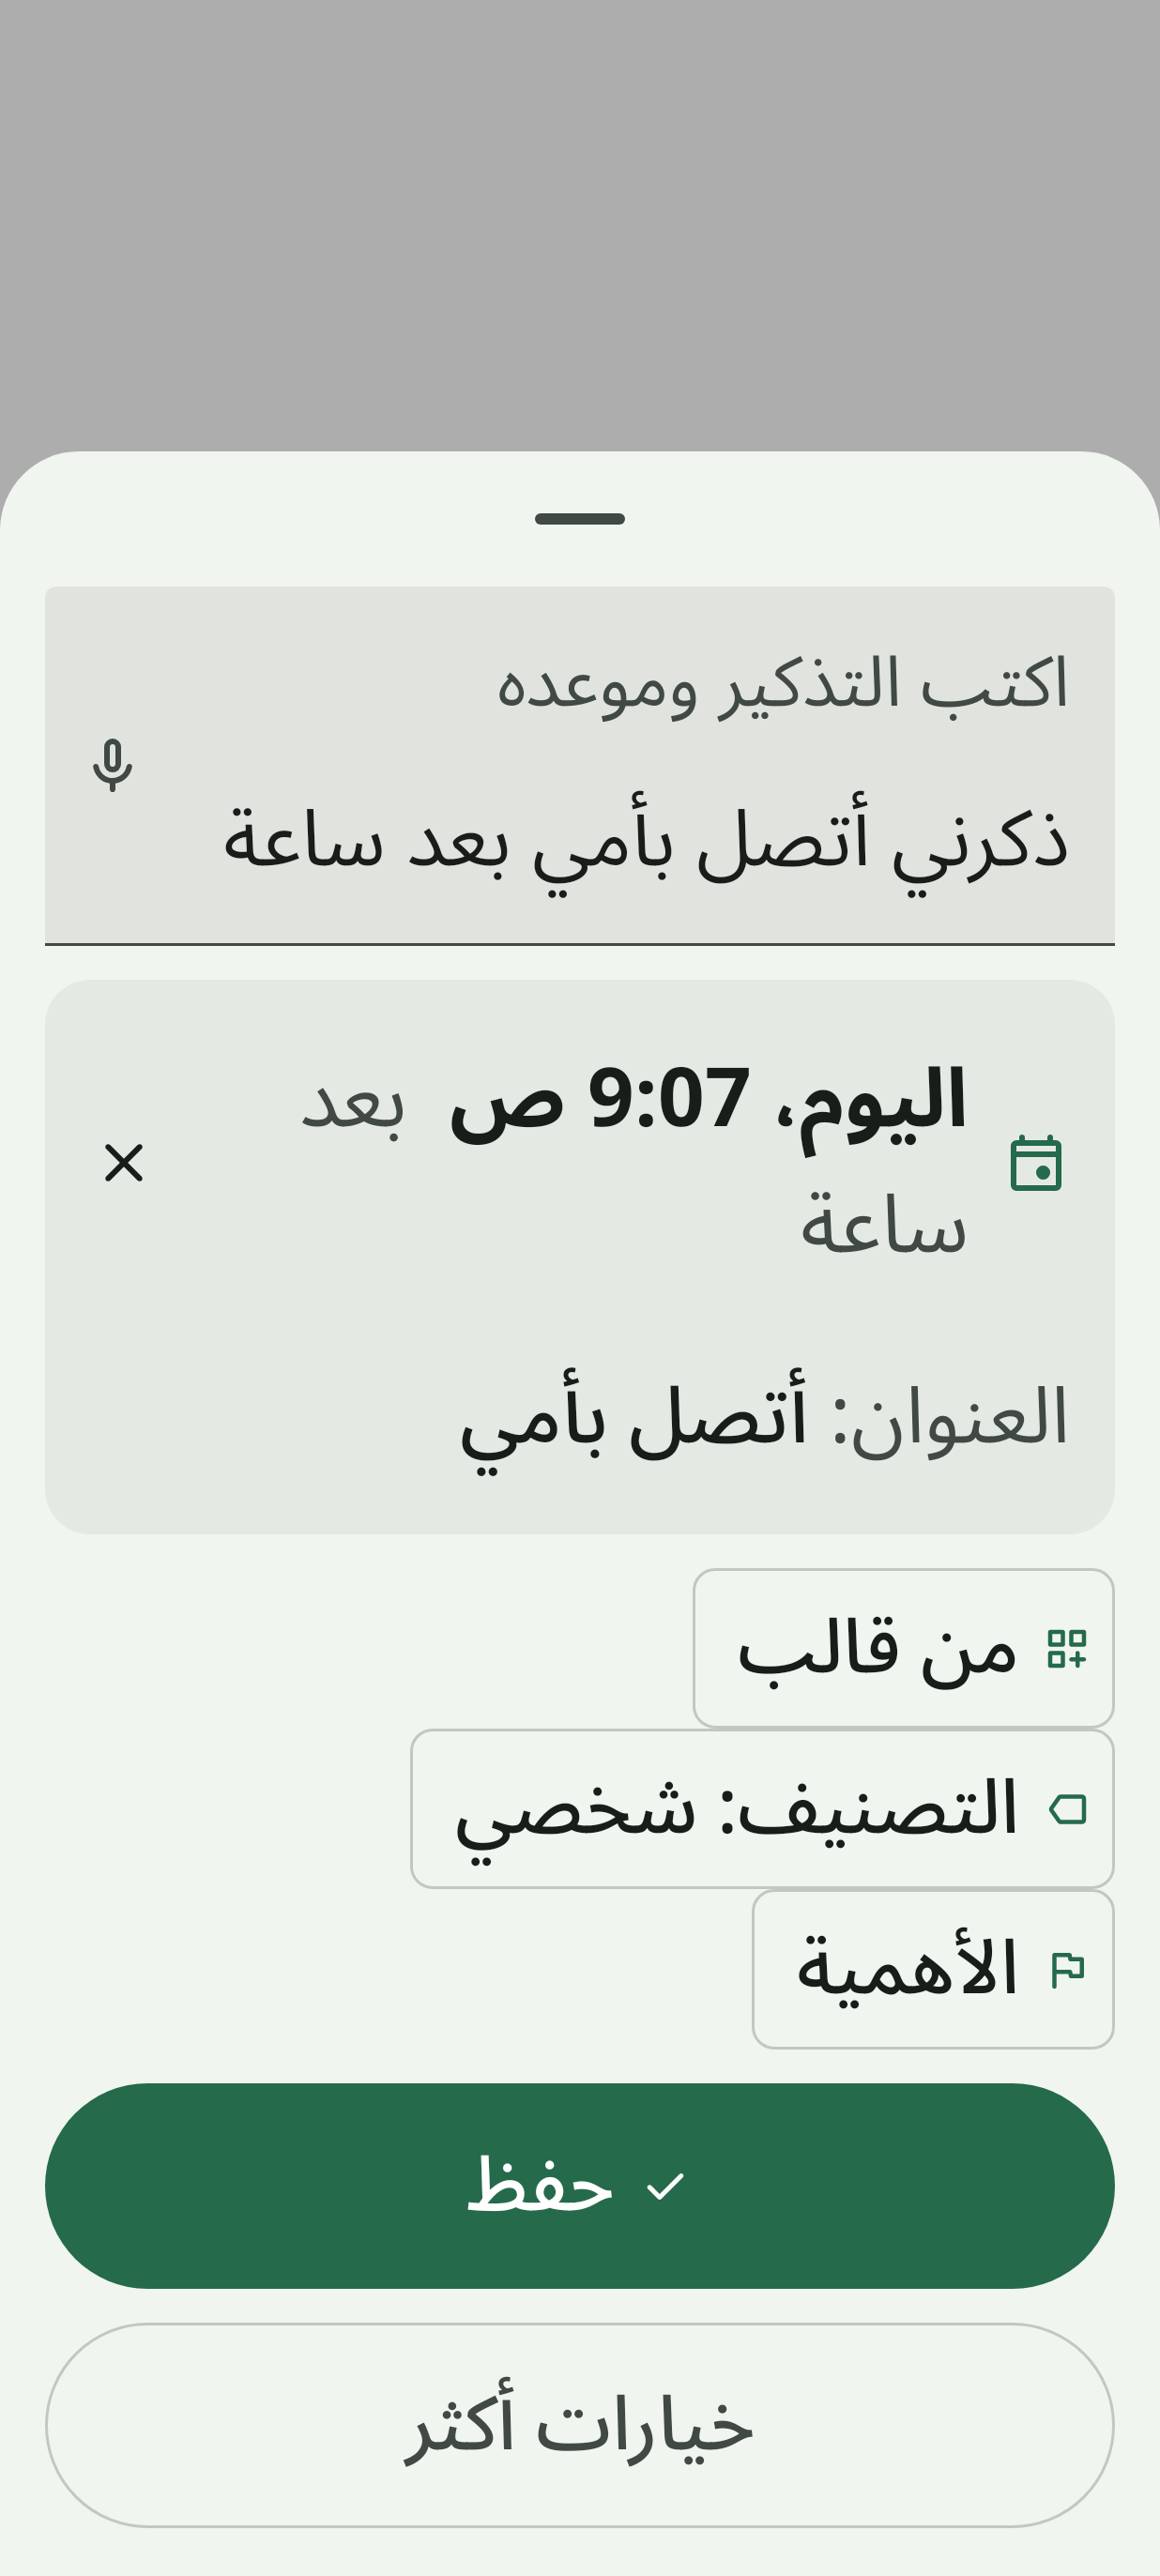 اكتب التذكير وموعده
ذكرني أتصل بأمي بعد ساعة
اليوم، 9:07 ص بعد
ساعة
العنوان: أتصل بأمي
من قالب
التصنيف: شخصي
الأهمية
حفظ
خيارات أكثر